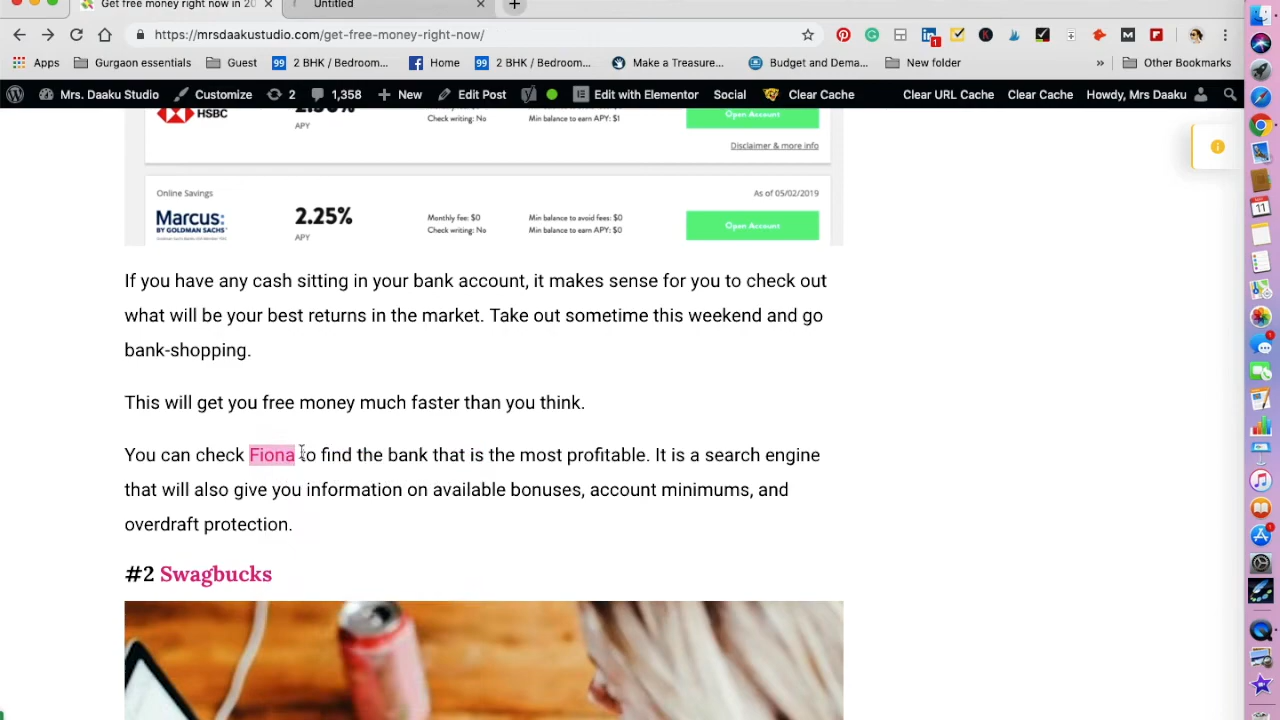 Get free money right now in 20
Untitled
https://mrsdaakustudio.com/get-free-money-right-now/
Apps
Gurgaon essentials
Guest
2 BHK / Bedroom...
Home
2 BHK / Bedroom...
Make a Treasure...
Budget and Dema...
New folder
»
Other Bookmarks
Mrs. Daaku Studio
Customize
2
1,358
New
Edit Post
Edit with Elementor
Social
Clear Cache
Clear URL Cache
Clear Cache
Howdy, Mrs Daaku
HSBC
APY
Check writing: No
Min balance to earn APY: $1
Open Account
Disclaimer & more info
Online Savings
As of 05/02/2019
Marcus:
BY GOLDMAN SACHS
2.25%
APY
Monthly fee: $0
Check writing: No
Min balance to avoid fees: $0
Min balance to earn APY: $0
Open Account
If you have any cash sitting in your bank account, it makes sense for you to check out
what will be your best returns in the market. Take out sometime this weekend and go
bank-shopping.
This will get you free money much faster than you think.
You can check Fiona to find the bank that is the most profitable. It is a search engine
that will also give you information on available bonuses, account minimums, and
overdraft protection.
#2 Swagbucks